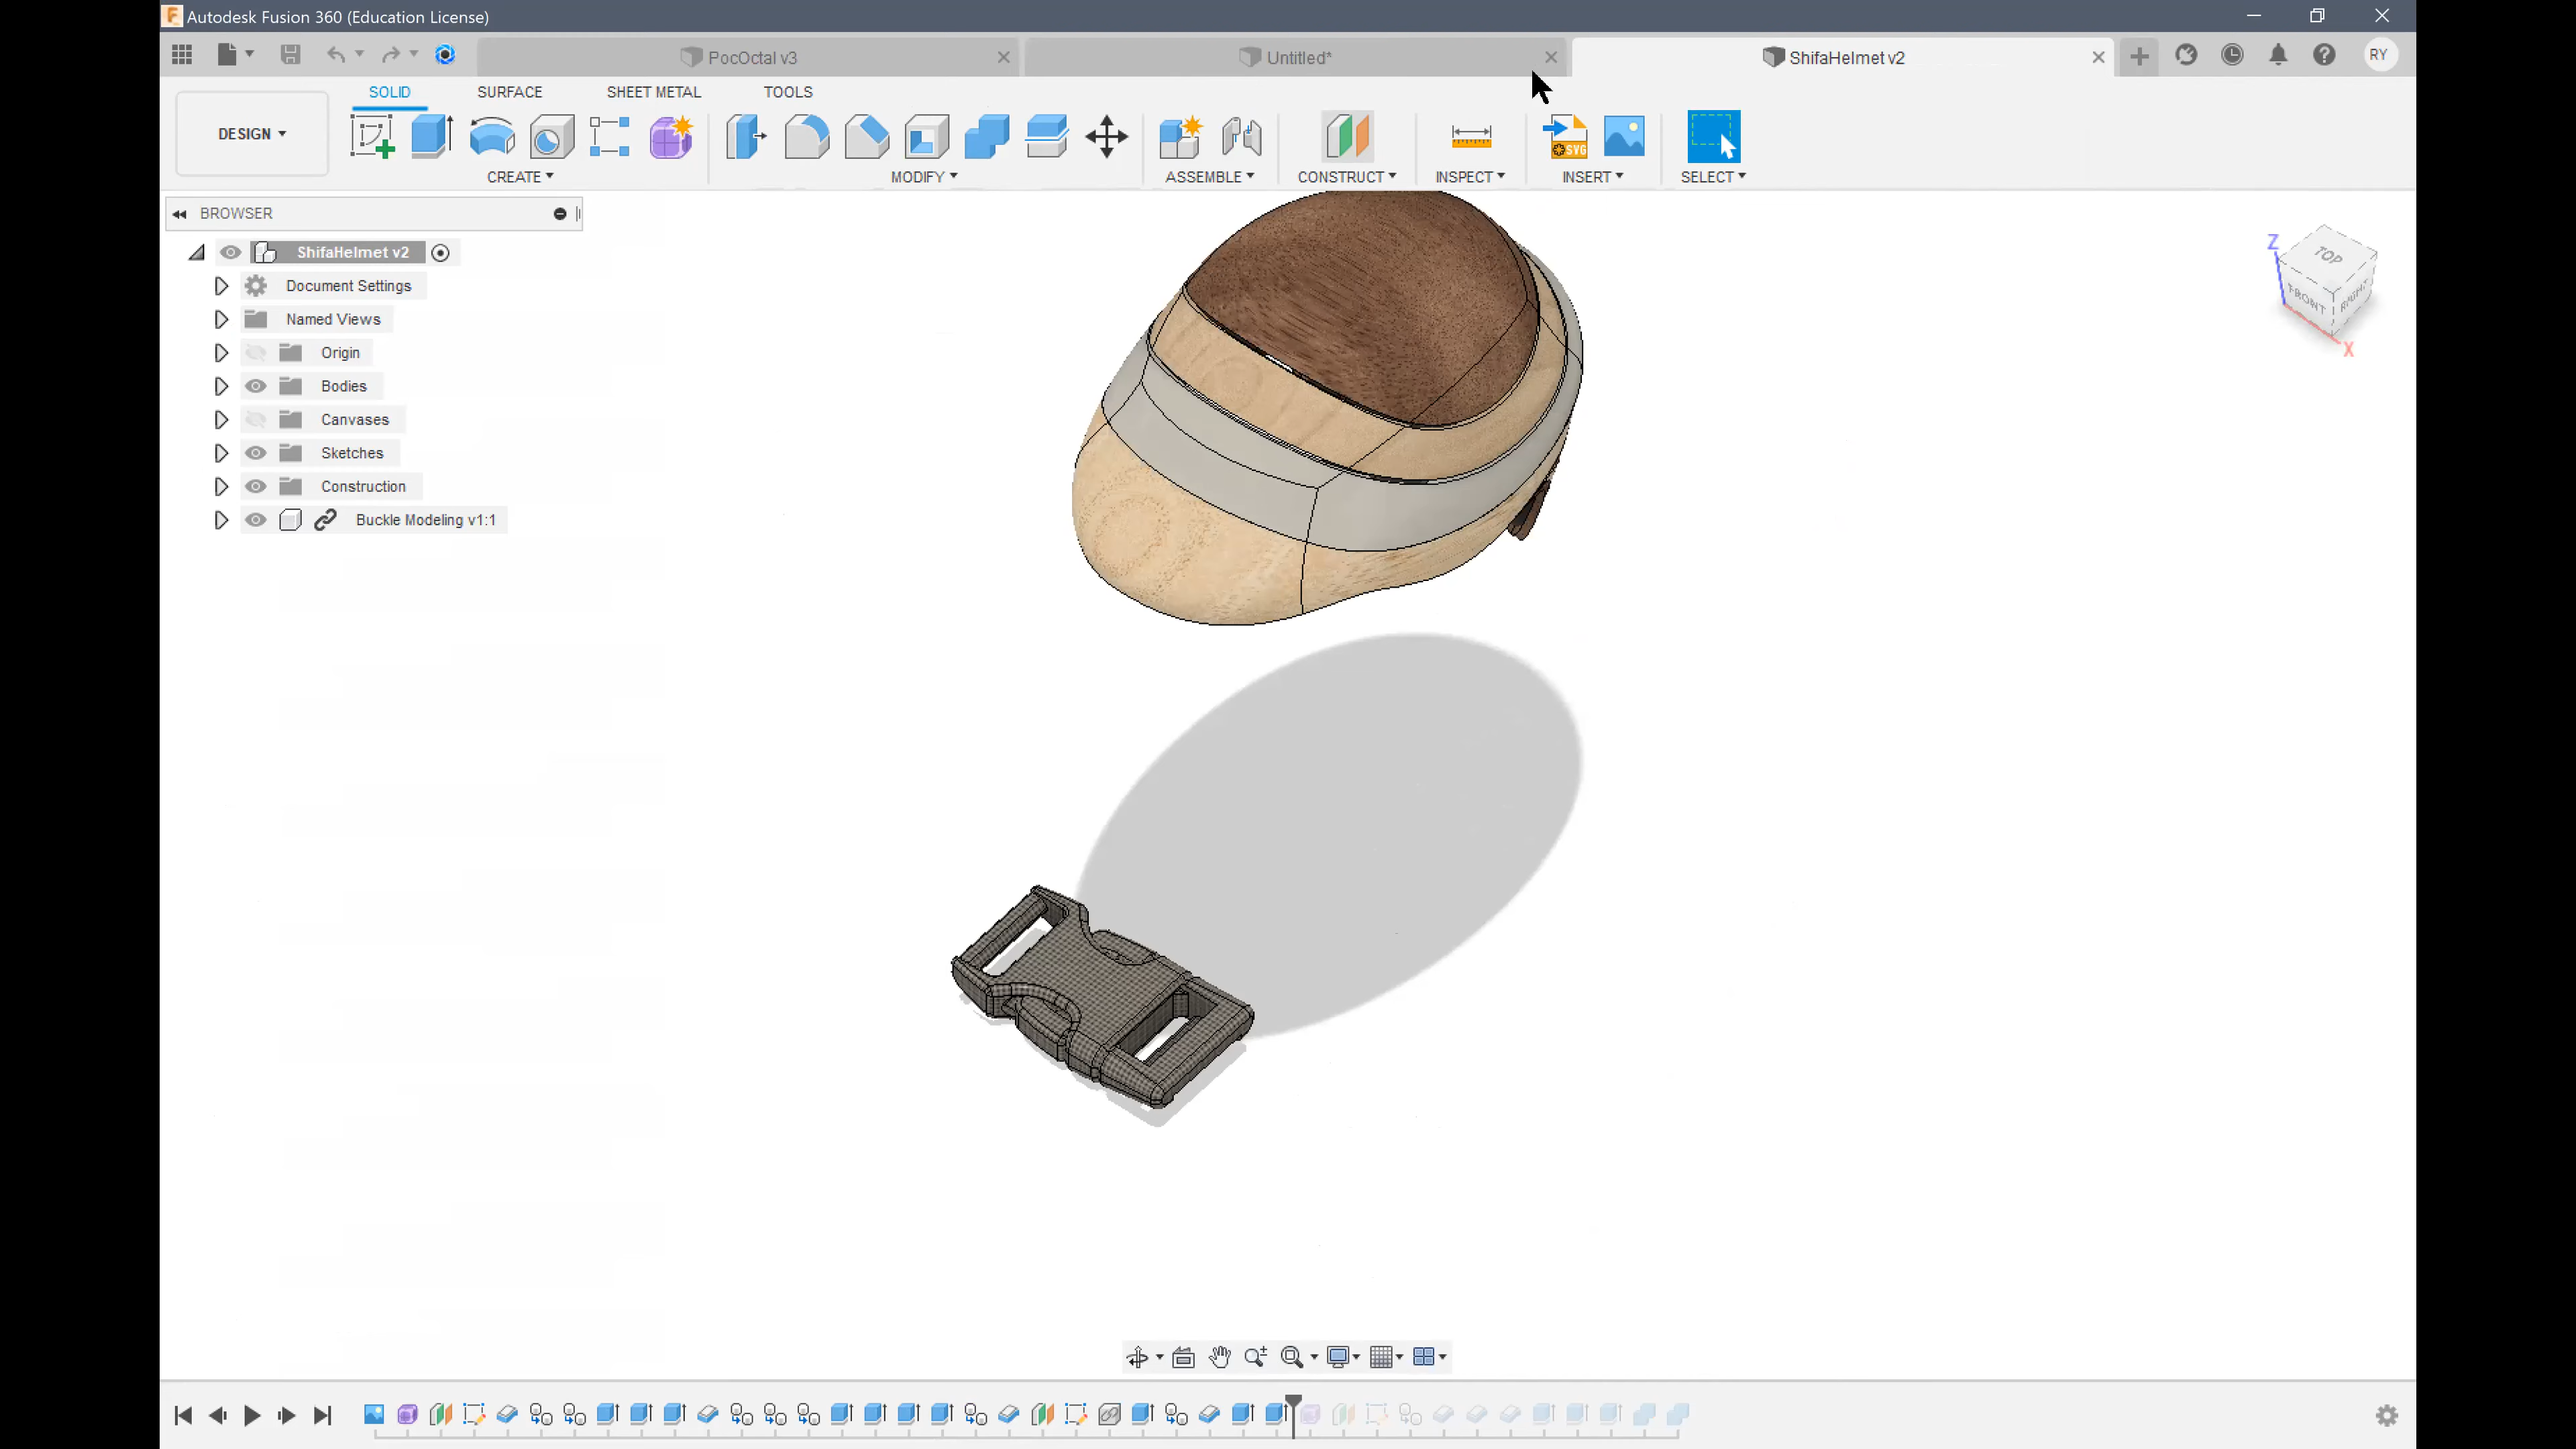 Autodesk Fusion 360 (Education License)
PocOctal v3
Untitled*
ShifaHelmet v2
RY
SOLID
SURFACE
SHEET METAL
TOOLS
DESIGN
CREATE
MODIFY
ASSEMBLE
CONSTRUCT
INSPECT
SVG
INSERT
SELECT
BROWSER
ShifaHelmet v2
Document Settings
Named Views
Origin
Bodies
Canvases
Sketches
Construction
Buckle Modeling v1:1
Z
TOP
FRONT
RIGHT
X